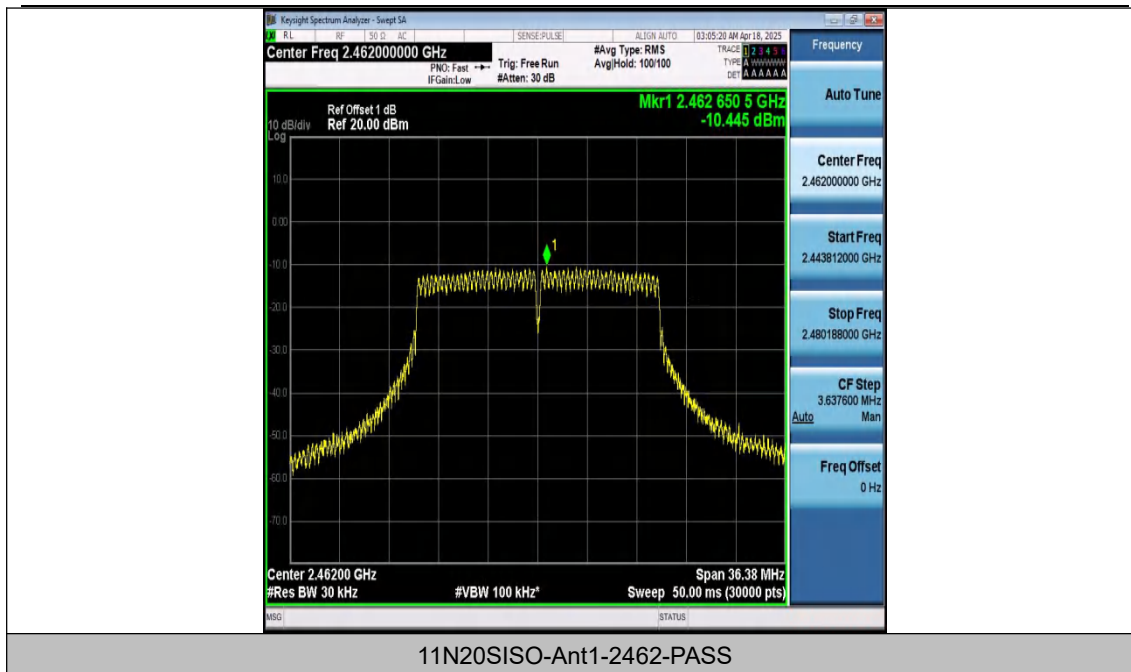 Keysight Spectrum Analyzer - Swept SA
RL RF 50 Ω AC SENSE:PULSE ALIGN AUTO 03:05:20 AM Apr 18, 2025
Center Freq 2.462000000 GHz
PNO: Fast
IFGain:Low
Trig: Free Run
#Atten: 30 dB
#Avg Type: RMS
Avg|Hold: 100/100
TRACE 1 2 3 4 5 6
TYPE A WWWWW
DET A A A A A A
Mkr1 2.462 650 5 GHz
-10.445 dBm
Ref Offset 1 dB
10 dB/div Ref 20.00 dBm
Log
10.0
0.00
-10.0
-20.0
-30.0
-40.0
-50.0
-60.0
-70.0
1
Center 2.46200 GHz
Span 36.38 MHz
#Res BW 30 kHz
#VBW 100 kHz*
Sweep 50.00 ms (30000 pts)
MSG
STATUS
Frequency
Auto Tune
Center Freq
2.462000000 GHz
Start Freq
2.443812000 GHz
Stop Freq
2.480188000 GHz
CF Step
3.637600 MHz
Auto Man
Freq Offset
0 Hz
11N20SISO-Ant1-2462-PASS